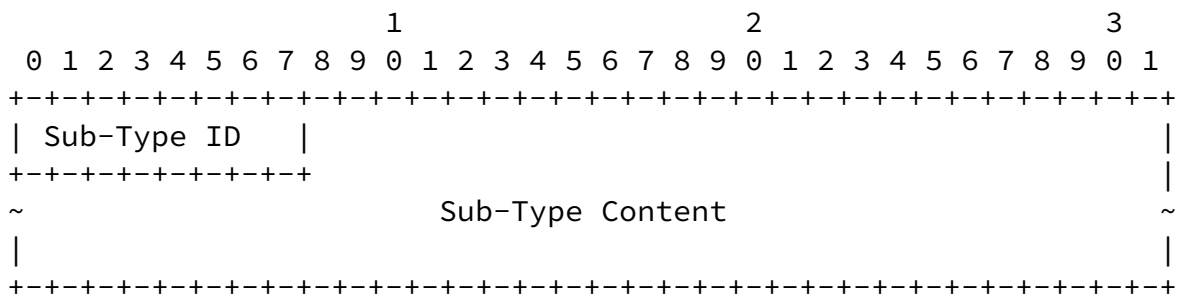 1                   2                   3
 0 1 2 3 4 5 6 7 8 9 0 1 2 3 4 5 6 7 8 9 0 1 2 3 4 5 6 7 8 9 0 1
+-+-+-+-+-+-+-+-+-+-+-+-+-+-+-+-+-+-+-+-+-+-+-+-+-+-+-+-+-+-+-+-+
| Sub-Type ID   |                                               |
+-+-+-+-+-+-+-+-+                                               |
~                       Sub-Type Content                        ~
|                                                               |
+-+-+-+-+-+-+-+-+-+-+-+-+-+-+-+-+-+-+-+-+-+-+-+-+-+-+-+-+-+-+-+-+